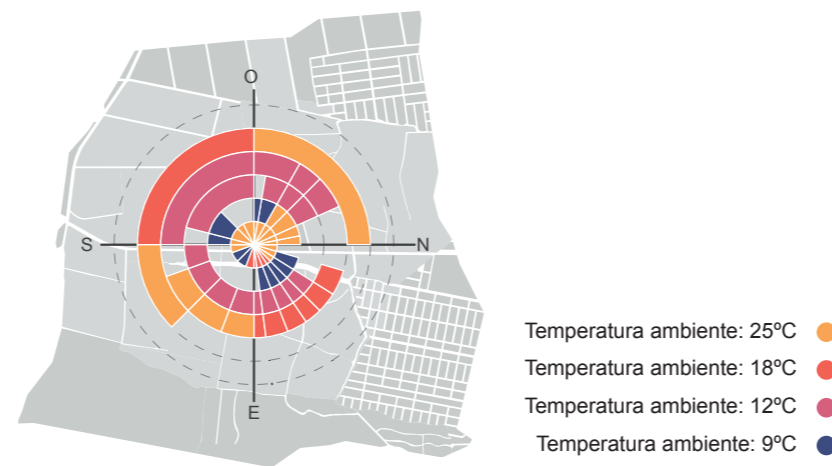 O
S
N
E
Temperatura ambiente: 25ºC
Temperatura ambiente: 18ºC
Temperatura ambiente: 12ºC
Temperatura ambiente: 9ºC